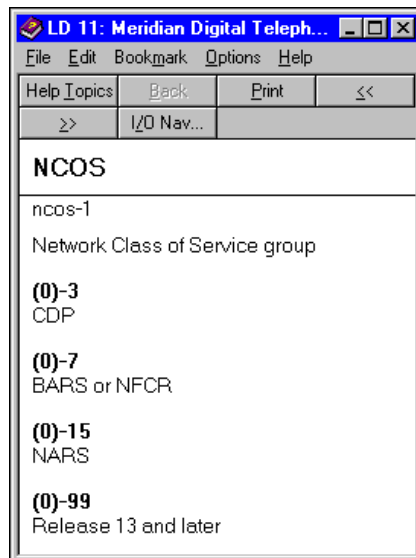 LD 11: Meridian Digital Teleph...
File Edit Bookmark Options Help
Help Topics Back Print <<
>> I/O Nav...
NCOS
ncos-1
Network Class of Service group
(0)-3
CDP
(0)-7
BARS or NFCR
(0)-15
NARS
(0)-99
Release 13 and later